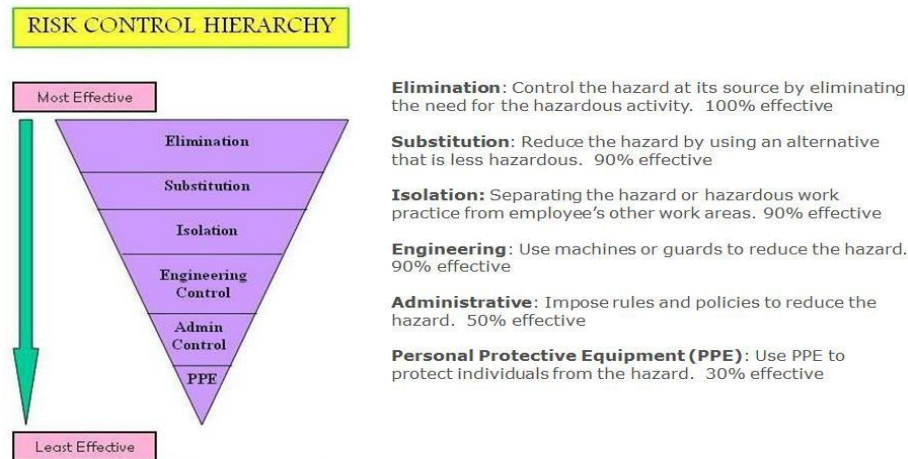 RISK CONTROL HIERARCHY
Most Effective
Elimination
Substitution
Isolation
Engineering
Control
Admin
Control
PPE
Least Effective
Elimination: Control the hazard at its source by eliminating
the need for the hazardous activity. 100% effective
Substitution: Reduce the hazard by using an alternative
that is less hazardous. 90% effective
Isolation: Separating the hazard or hazardous work
practice from employee’s other work areas. 90% effective
Engineering: Use machines or guards to reduce the hazard.
90% effective
Administrative: Impose rules and policies to reduce the
hazard. 50% effective
Personal Protective Equipment (PPE): Use PPE to
protect individuals from the hazard. 30% effective